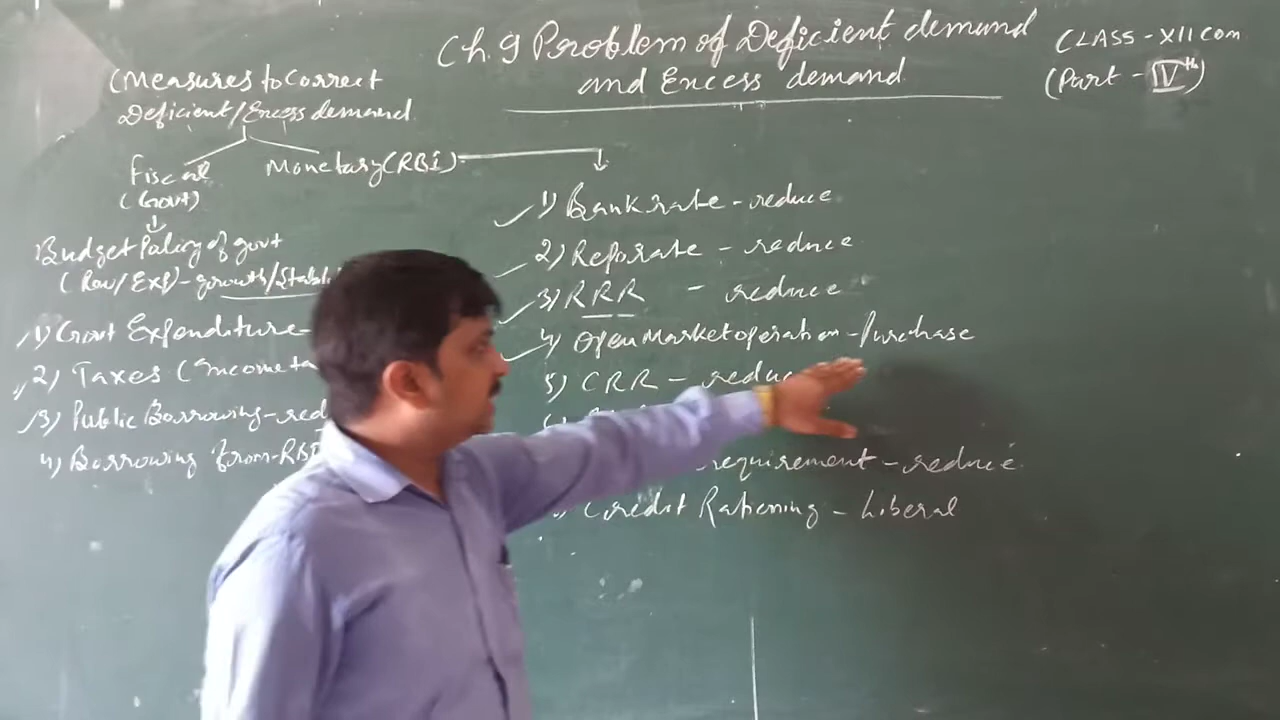 Ch. 9 Problem of Deficient demand
and Excess demand
CLASS - XII Com
(Part - IV th)
(Measures to Correct
Deficient/Excess demand
Fiscal
(Govt)
Monetary (RBI)
Budget Policy of govt
(Rev/Exp) - growth/Stabl
1) Govt Expenditure -
2) Taxes (Income ta
3) Public Borrowing - red
4) Borrowing from - RBI
1) Bank rate - reduce
2) Repo rate - reduce
3) RRR - reduce
4) Open Market operation - Purchase
5) CRR - reduc
requirement - reduce
Credit Rationing - Liberal